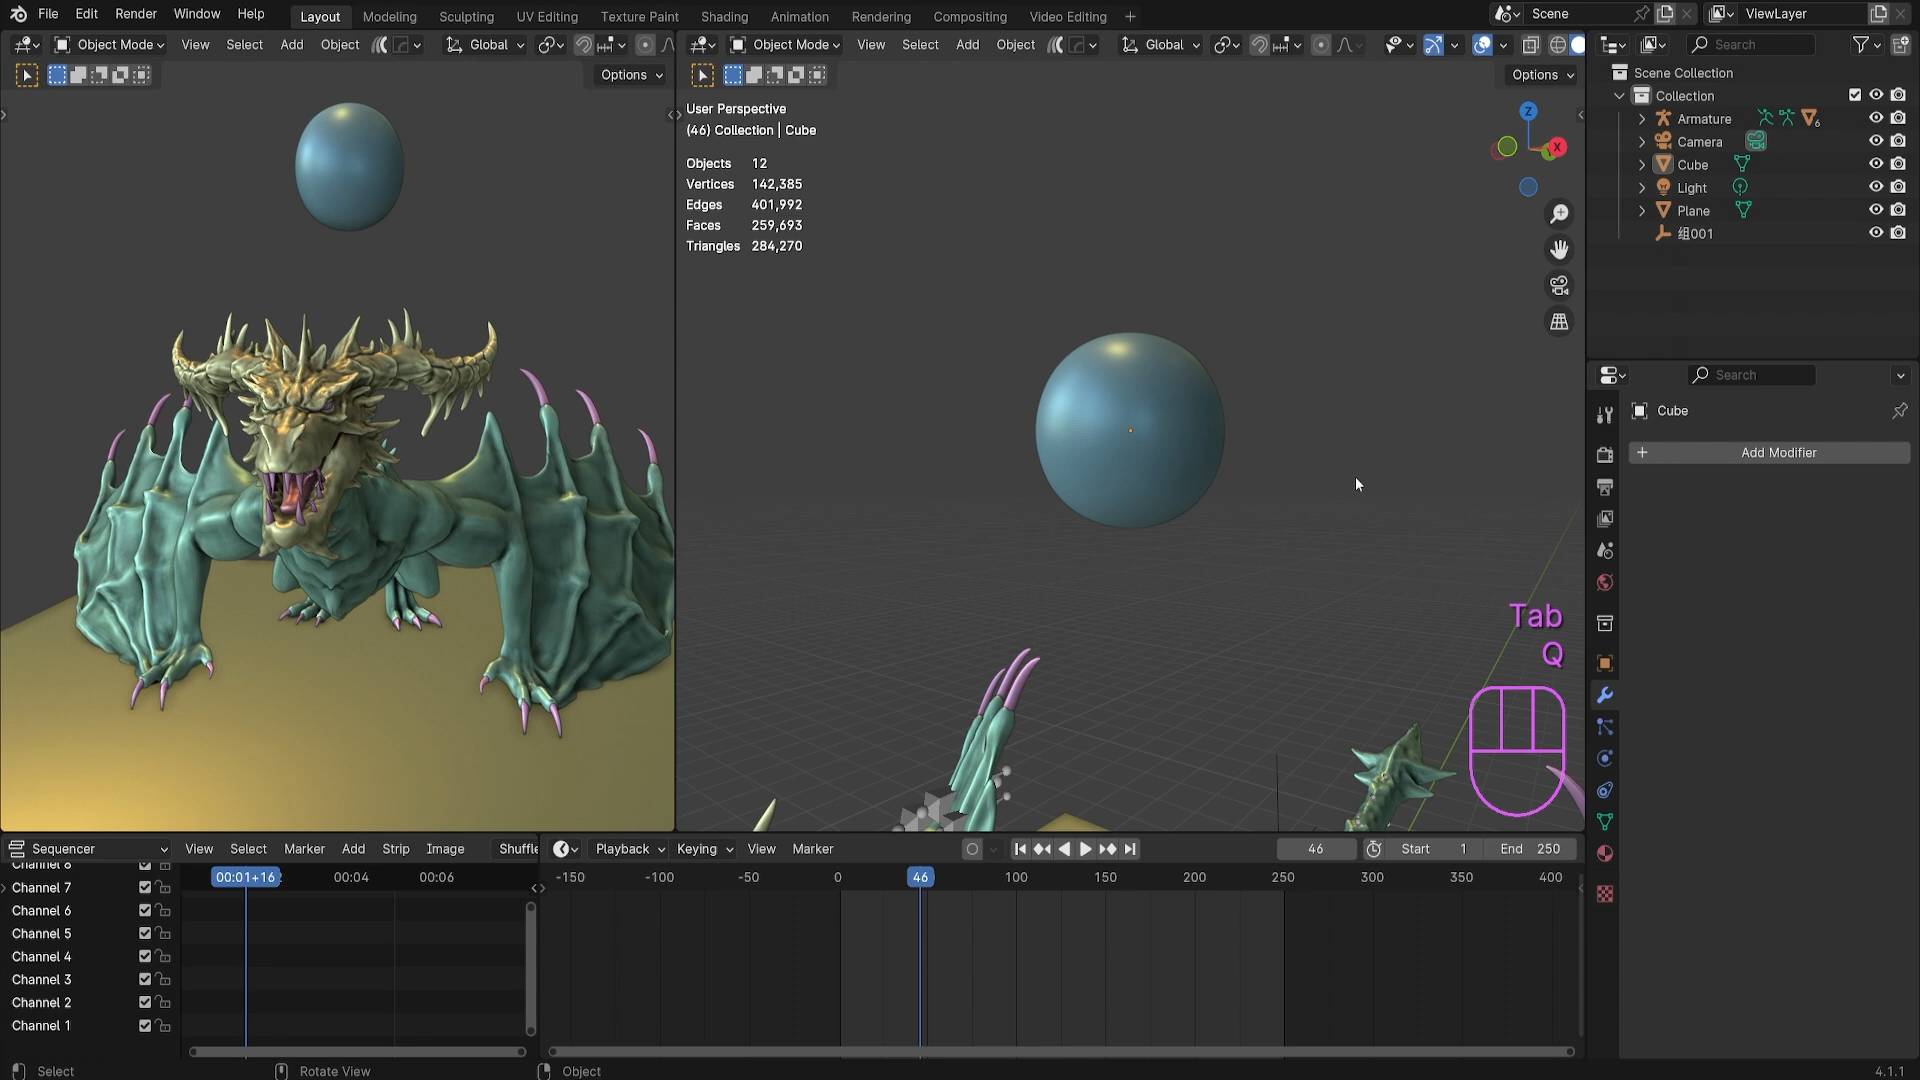 File Edit Render Window Help
Layout Modeling Sculpting UV Editing Texture Paint Shading Animation Rendering Compositing Video Editing +
Scene ViewLayer
Object Mode View Select Add Object Global
Object Mode View Select Add Object Global
Search
Options
Options
User Perspective
(46) Collection | Cube
Objects 12
Vertices 142,385
Edges 401,992
Faces 259,693
Triangles 284,270
Z
X
Scene Collection
Collection
Armature 6
Camera
Cube
Light
Plane
组001
Search
Cube
+ Add Modifier
Tab
Q
Sequencer View Select Marker Add Strip Image Shuffle
Playback Keying View Marker 46 Start 1 End 250
00:01+16 00:04 00:06
-150 -100 -50 0 46 100 150 200 250 300 350 400
Channel 8
Channel 7
Channel 6
Channel 5
Channel 4
Channel 3
Channel 2
Channel 1
Select Rotate View Object 4.1.1